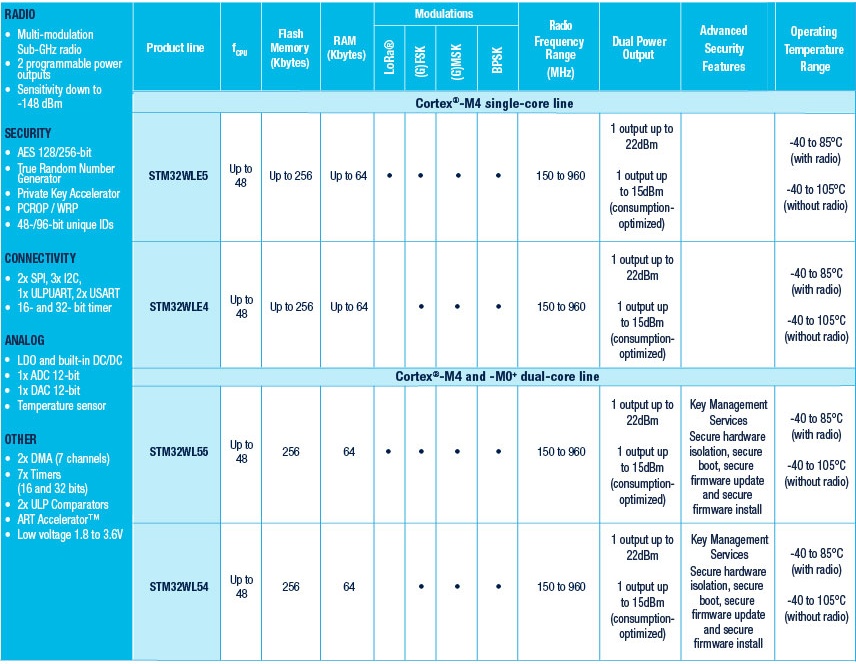 RADIO
• Multi-modulation
Sub-GHz radio
• 2 programmable power
outputs
• Sensitivity down to
-148 dBm
SECURITY
• AES 128/256-bit
• True Random Number
Generator
• Private Key Accelerator
• PCROP / WRP
• 48-/96-bit unique IDs
CONNECTIVITY
• 2x SPI, 3x I2C,
1x ULPUART, 2x USART
• 16- and 32- bit timer
ANALOG
• LDO and built-in DC/DC
• 1x ADC 12-bit
• 1x DAC 12-bit
• Temperature sensor
OTHER
• 2x DMA (7 channels)
• 7x Timers
(16 and 32 bits)
• 2x ULP Comparators
• ART Accelerator™
• Low voltage 1.8 to 3.6V
Product line
fCPU
Flash
Memory
(Kbytes)
RAM
(Kbytes)
Modulations
LoRa®
(G)FSK
(G)MSK
BPSK
Radio
Frequency
Range
(MHz)
Dual Power
Output
Advanced
Security
Features
Operating
Temperature
Range
Cortex®-M4 single-core line
STM32WLE5
Up to
48
Up to 256
Up to 64
•
•
•
•
150 to 960
1 output up to
22dBm
1 output up
to 15dBm
(consumption-
optimized)
-40 to 85°C
(with radio)
-40 to 105°C
(without radio)
STM32WLE4
Up to
48
Up to 256
Up to 64
•
•
•
150 to 960
1 output up to
22dBm
1 output up
to 15dBm
(consumption-
optimized)
-40 to 85°C
(with radio)
-40 to 105°C
(without radio)
Cortex®-M4 and -M0+ dual-core line
STM32WL55
Up to
48
256
64
•
•
•
•
150 to 960
1 output up to
22dBm
1 output up
to 15dBm
(consumption-
optimized)
Key Management
Services
Secure hardware
isolation, secure
boot, secure
firmware update
and secure
firmware install
-40 to 85°C
(with radio)
-40 to 105°C
(without radio)
STM32WL54
Up to
48
256
64
•
•
•
150 to 960
1 output up to
22dBm
1 output up
to 15dBm
(consumption-
optimized)
Key Management
Services
Secure hardware
isolation, secure
boot, secure
firmware update
and secure
firmware install
-40 to 85°C
(with radio)
-40 to 105°C
(without radio)